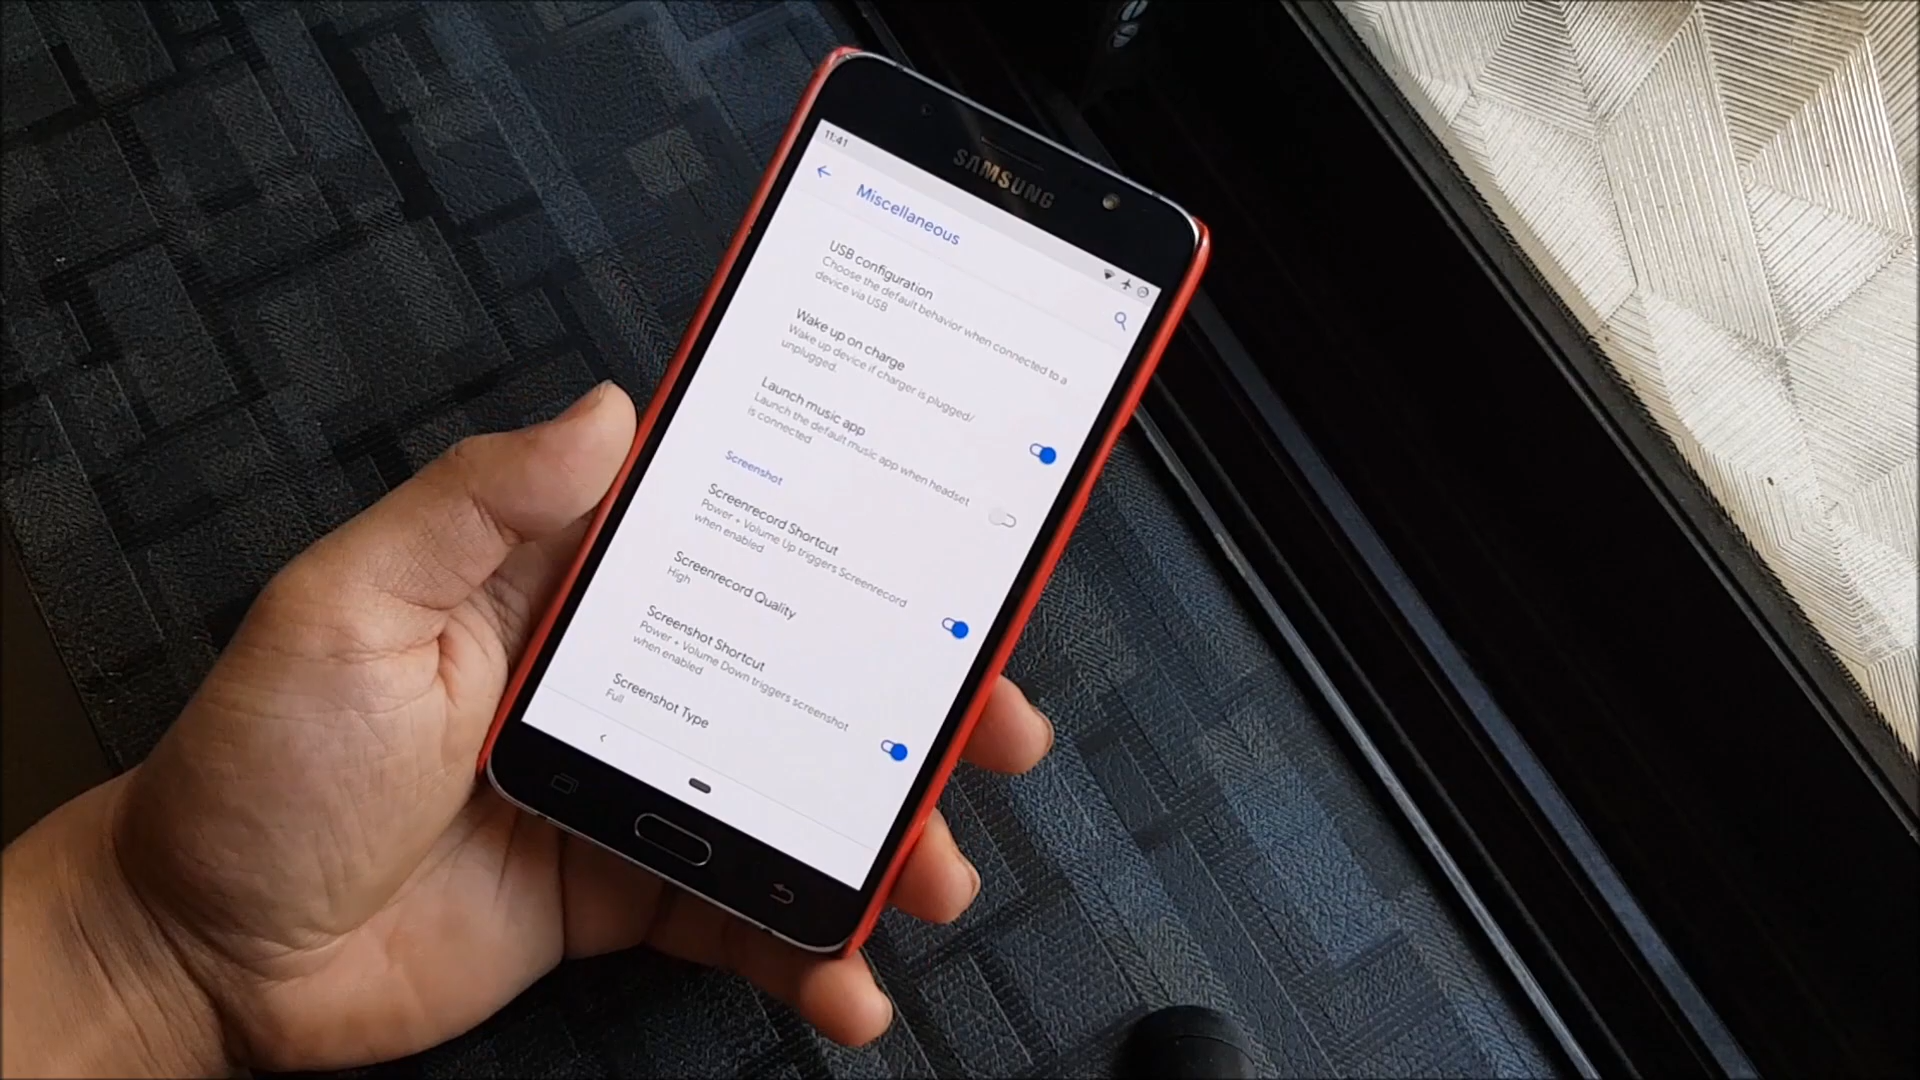 SAMSUNG
11:41
Miscellaneous
USB configuration
Choose the default behavior when connected to a
device via USB
Wake up on charge
Wake up device if charger is plugged/
unplugged.
Launch music app
Launch the default music app when headset
is connected
Screenshot
Screenrecord Shortcut
Power + Volume Up triggers Screenrecord
when enabled
Screenrecord Quality
High
Screenshot Shortcut
Power + Volume Down triggers screenshot
when enabled
Screenshot Type
Full